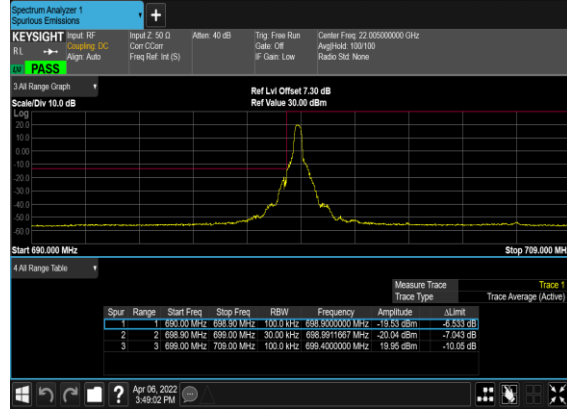 Spectrum Analyzer 1
Spurious Emissions
+
KEYSIGHT Input: RF Input Z: 50 Ω Atten: 40 dB Trig: Free Run Center Freq: 22.005000000 GHz
RL Coupling: DC Corr CCorr Gate: Off Avg|Hold: 100/100
Align: Auto Freq Ref: Int (S) IF Gain: Low Radio Std: None
PASS
3 All Range Graph
Ref Lvl Offset 7.30 dB
Scale/Div 10.0 dB Ref Value 30.00 dBm
Log
20.0
10.0
0.00
-10.0
-20.0
-30.0
-40.0
-50.0
-60.0
Start 690.000 MHz Stop 709.000 MHz
4 All Range Table
Measure Trace Trace 1
Trace Type Trace Average (Active)
Spur Range Start Freq Stop Freq RBW Frequency Amplitude ΔLimit
1 1 690.00 MHz 698.90 MHz 100.0 kHz 698.9000000 MHz -19.53 dBm -6.533 dB
2 2 698.90 MHz 699.00 MHz 30.00 kHz 698.9911667 MHz -20.04 dBm -7.043 dB
3 3 699.00 MHz 709.00 MHz 100.0 kHz 699.4000000 MHz 19.95 dBm -10.05 dB
? Apr 06, 2022
3:49:02 PM